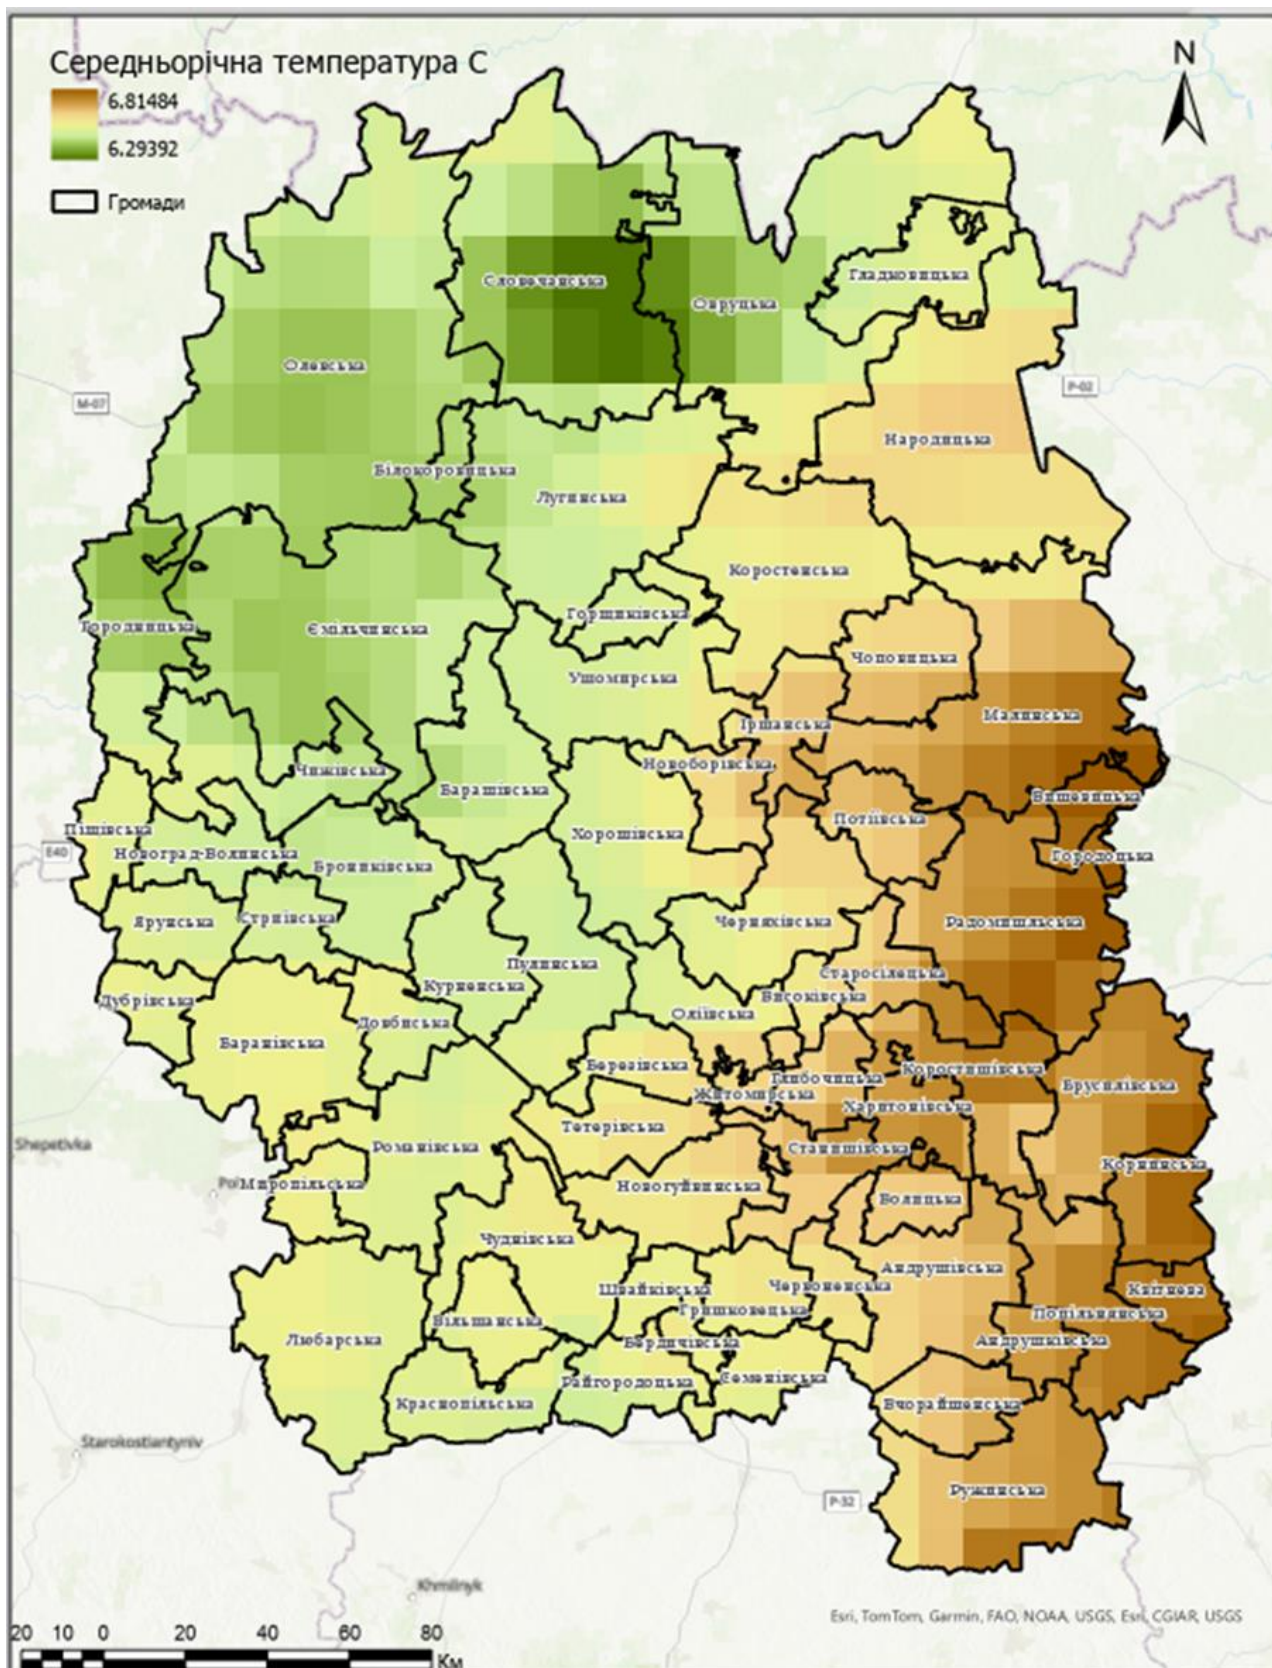 Середньорічна температура С
6.81484
6.29392
Громади
N
M-07
P-02
Словечанська
Овруцька
Гладковицька
Олевська
Народицька
Білокоровицька
Лугинська
Коростенська
Горщиківська
Городницька
Ємільчинська
Чоповицька
Ушомирська
Малинська
Іршанська
Новоборівська
Чижівська
Барашівська
Вишевицька
Потіївська
Пищівська
Хорошівська
E40
Новоград-Волинська
Городоцька
Бронниківська
Ярунська
Стриївська
Черняхівська
Радомишльська
Пулинська
Старосілецька
Курненська
Високівська
Дубрівська
Оліївська
Довбиська
Баранівська
Березівська
Коростишівська
Глибочицька
Брусилівська
Житомирська
Харитонівська
Тетерівська
Shepetivka
Романівська
Станишівська
Корнинська
Миропільська
Новогуйвинська
Волицька
Чуднівська
Андрушівська
Швайківська
Червоненська
Квітнева
Гришковецька
Попільнянська
Вільшанська
Любарська
Бердичівська
Андрушківська
Райгородоцька
Семенівська
Краснопільська
Вчорайшенська
Starokostiantyniv
Ружинська
P-32
Khmilnyk
Esri, TomTom, Garmin, FAO, NOAA, USGS, Esri, CGIAR, USGS
20 10 0 20 40 60 80
Км